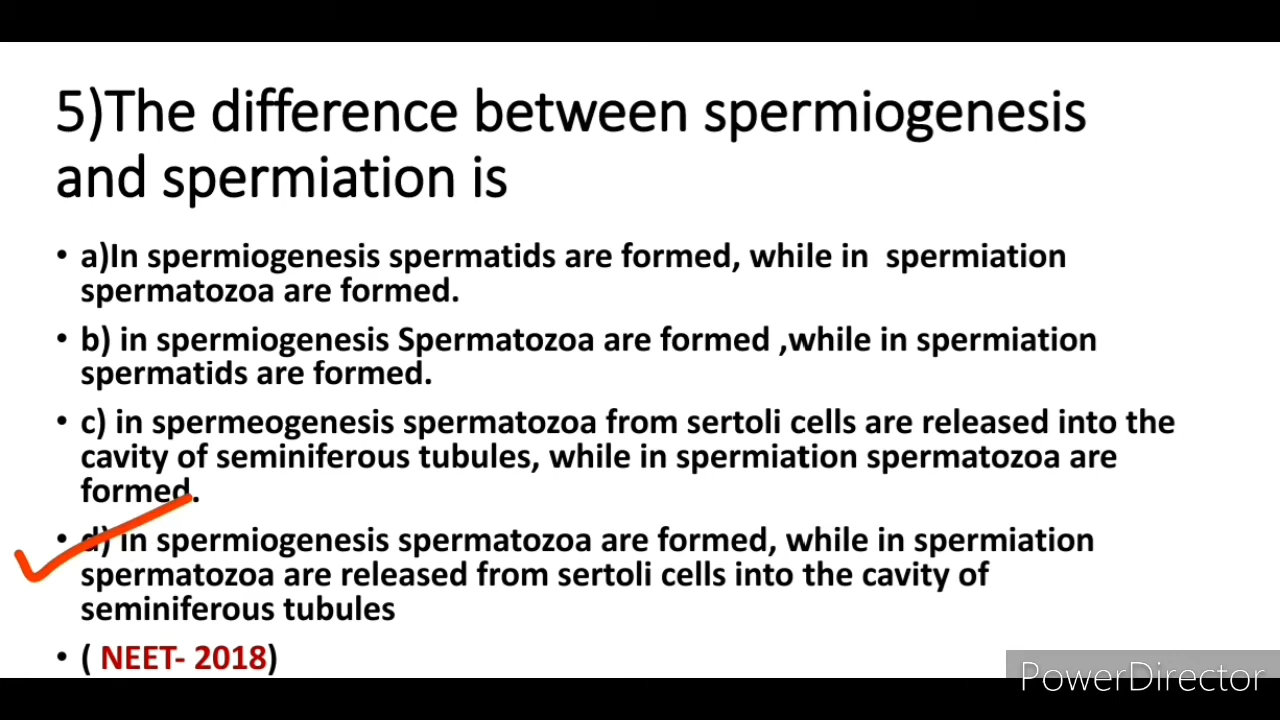 5)The difference between spermiogenesis
and spermiation is
• a)In spermiogenesis spermatids are formed, while in spermiation
spermatozoa are formed.
• b) in spermiogenesis Spermatozoa are formed ,while in spermiation
spermatids are formed.
• c) in spermeogenesis spermatozoa from sertoli cells are released into the
cavity of seminiferous tubules, while in spermiation spermatozoa are
formed.
• d) in spermiogenesis spermatozoa are formed, while in spermiation
spermatozoa are released from sertoli cells into the cavity of
seminiferous tubules
• ( NEET- 2018)
PowerDirector